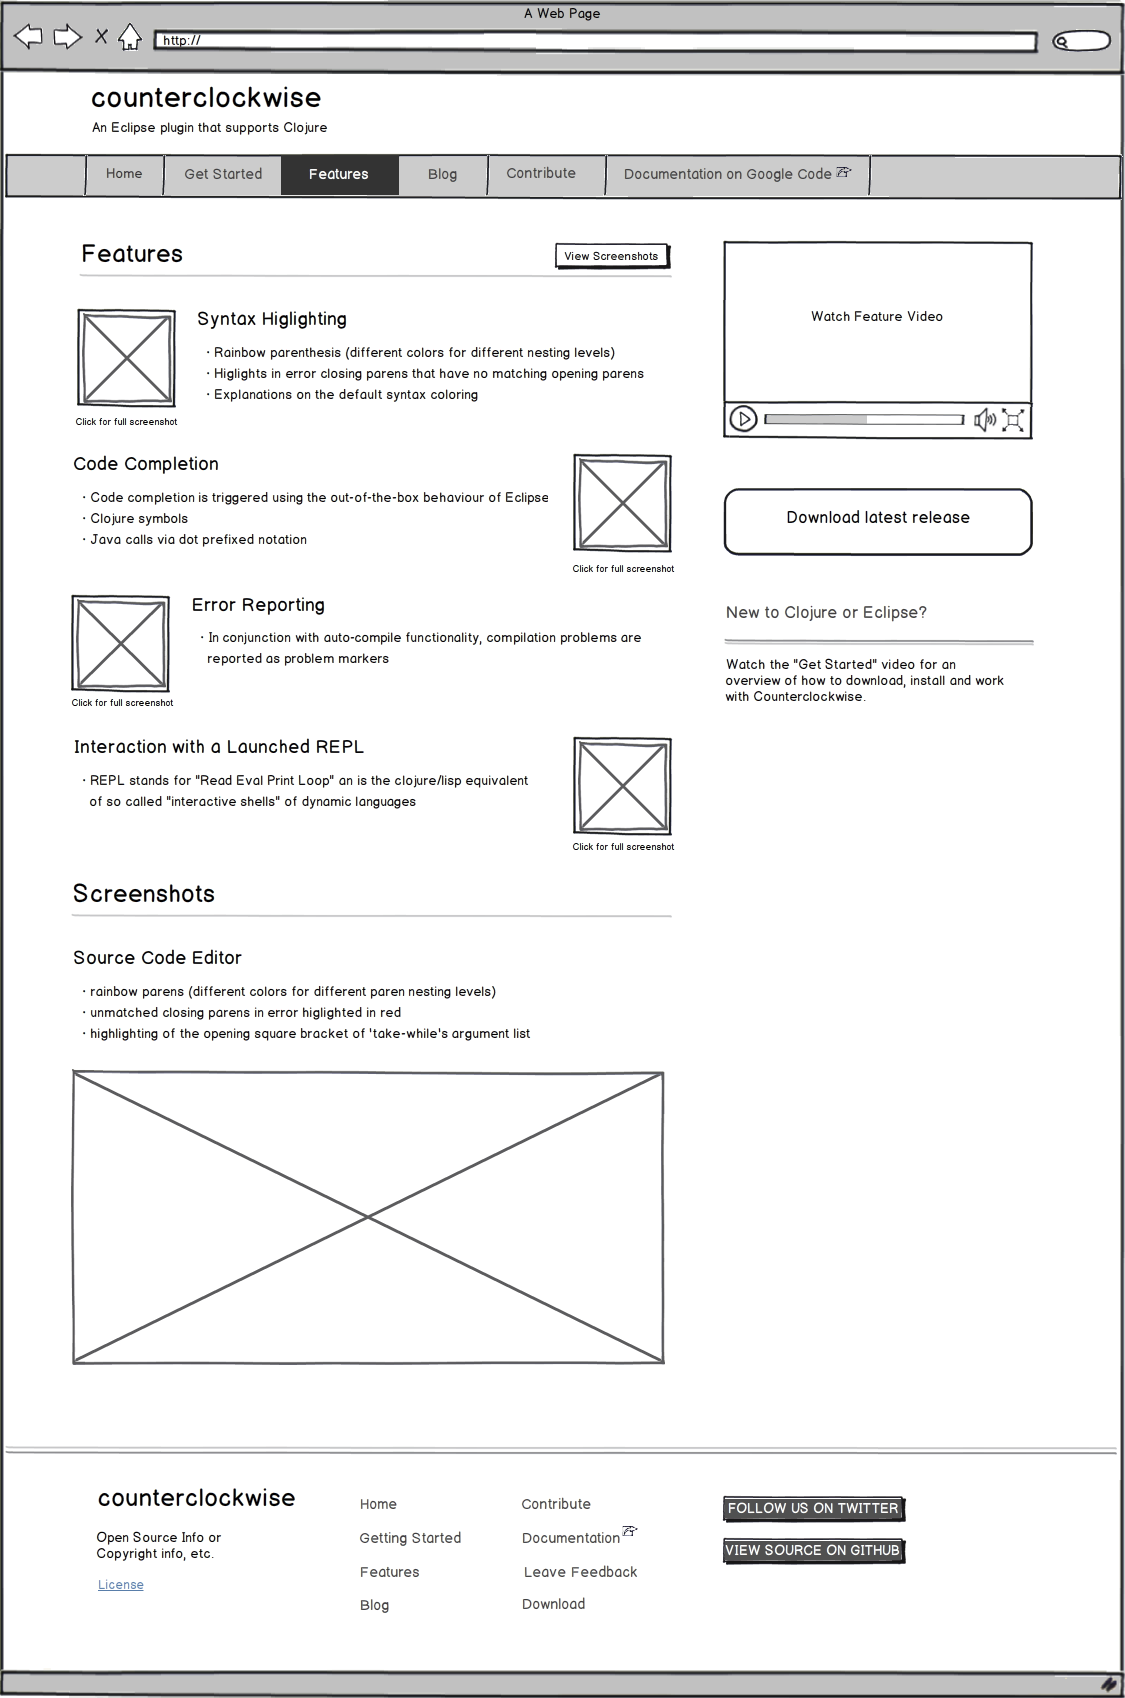 A Web Page
http://
counterclockwise
An Eclipse plugin that supports Clojure
Home
Get Started
Features
Blog
Contribute
Documentation on Google Code
Features
View Screenshots
Syntax Higlighting
· Rainbow parenthesis (different colors for different nesting levels)
· Higlights in error closing parens that have no matching opening parens
· Explanations on the default syntax coloring
Click for full screenshot
Code Completion
· Code completion is triggered using the out-of-the-box behaviour of Eclipse
· Clojure symbols
· Java calls via dot prefixed notation
Click for full screenshot
Error Reporting
· In conjunction with auto-compile functionality, compilation problems are
reported as problem markers
Click for full screenshot
Interaction with a Launched REPL
· REPL stands for "Read Eval Print Loop" an is the clojure/lisp equivalent
of so called "interactive shells" of dynamic languages
Click for full screenshot
Watch Feature Video
Download latest release
New to Clojure or Eclipse?
Watch the "Get Started" video for an
overview of how to download, install and work
with Counterclockwise.
Screenshots
Source Code Editor
· rainbow parens (different colors for different paren nesting levels)
· unmatched closing parens in error higlighted in red
· highlighting of the opening square bracket of 'take-while's argument list
counterclockwise
Open Source Info or
Copyright info, etc.
License
Home
Getting Started
Features
Blog
Contribute
Documentation
Leave Feedback
Download
FOLLOW US ON TWITTER
VIEW SOURCE ON GITHUB